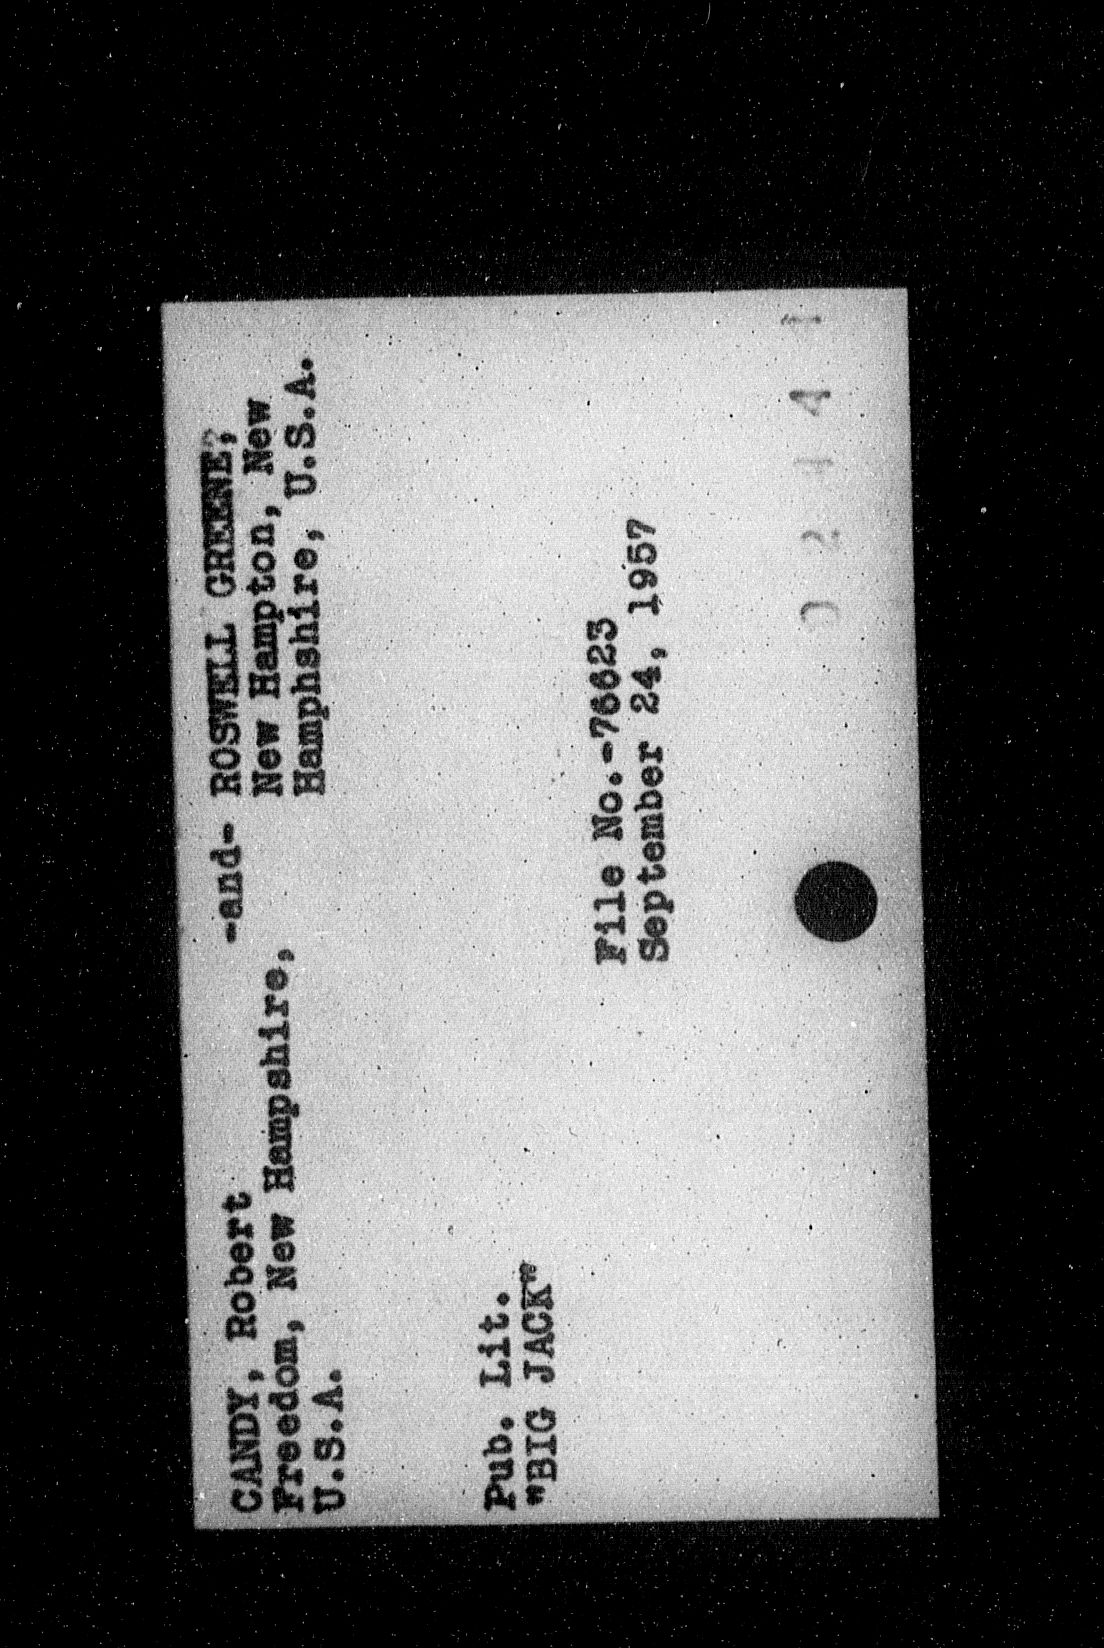 CANDY, Robert -and- ROSWELL GREENE,
Freedom, New Hampshire, New Hampton, New
U.S.A. Hamphshire, U.S.A.
Pub. Lit.
"BIG JACK"
File No.-76623
September 24, 1957